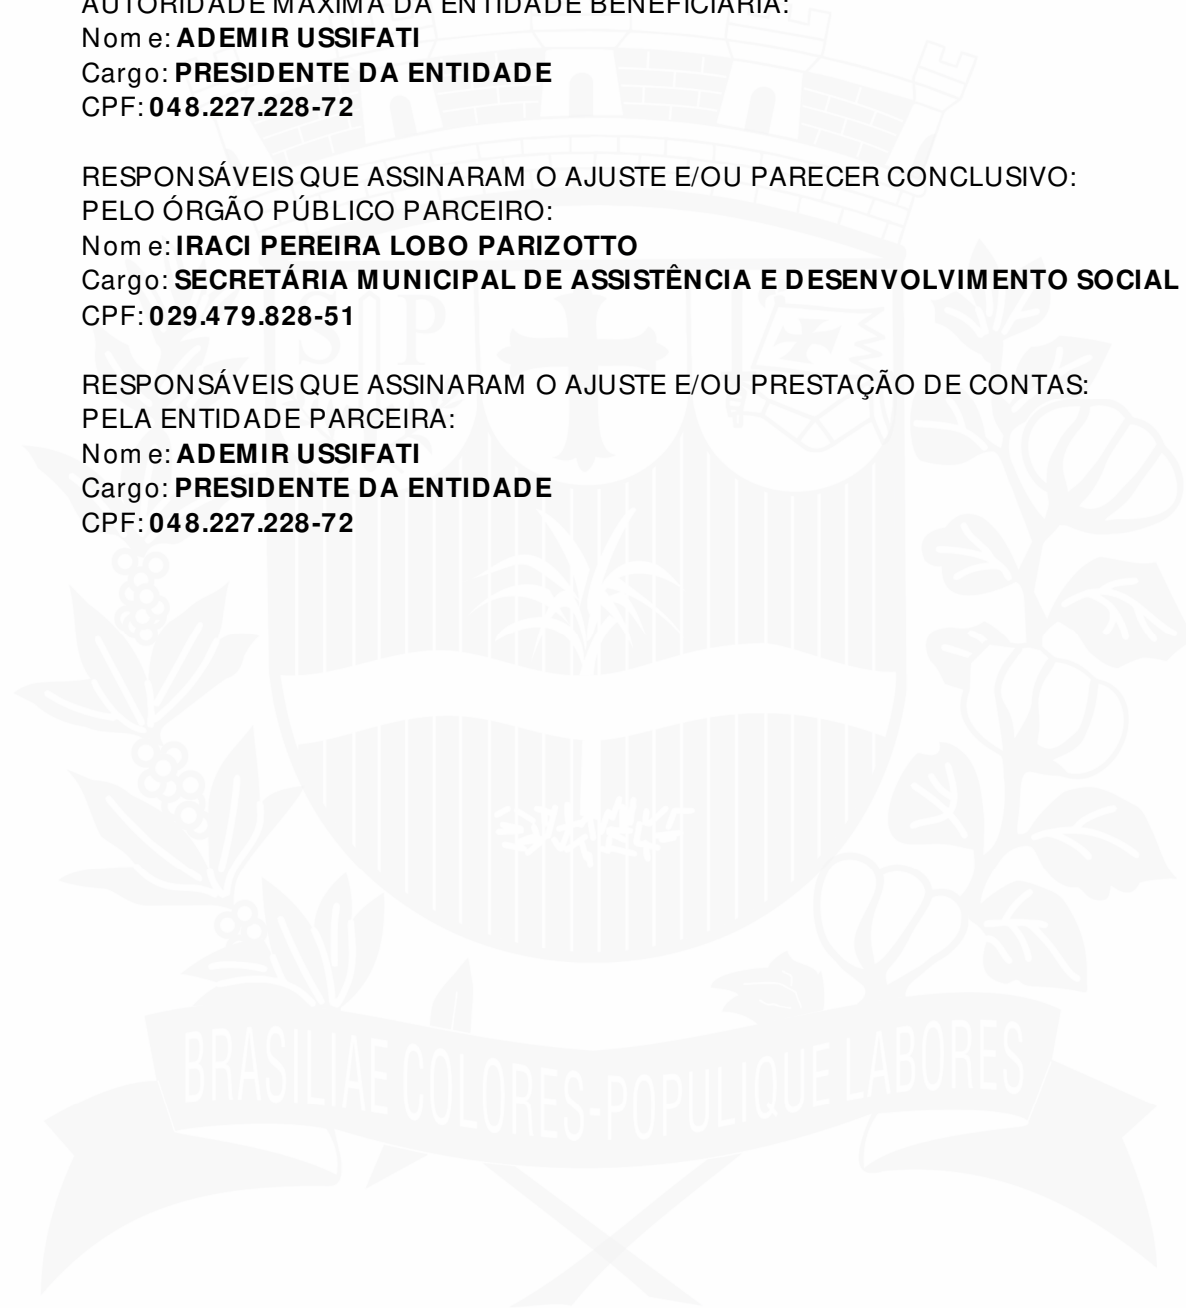 AUTORIDADE MÁXIMA DA ENTIDADE BENEFICIÁRIA:
Nome: ADEMIR USSIFATI
Cargo: PRESIDENTE DA ENTIDADE
CPF: 048.227.228-72
RESPONSÁVEIS QUE ASSINARAM O AJUSTE E/OU PARECER CONCLUSIVO:
PELO ÓRGÃO PÚBLICO PARCEIRO:
Nome: IRACI PEREIRA LOBO PARIZOTTO
Cargo: SECRETÁRIA MUNICIPAL DE ASSISTÊNCIA E DESENVOLVIMENTO SOCIAL
CPF: 029.479.828-51
SP
RESPONSÁVEIS QUE ASSINARAM O AJUSTE E/OU PRESTAÇÃO DE CONTAS:
PELA ENTIDADE PARCEIRA:
Nome: ADEMIR USSIFATI
Cargo: PRESIDENTE DA ENTIDADE
CPF: 048.227.228-72
BRASILIAE COLORES-POPULIQUE LABORES